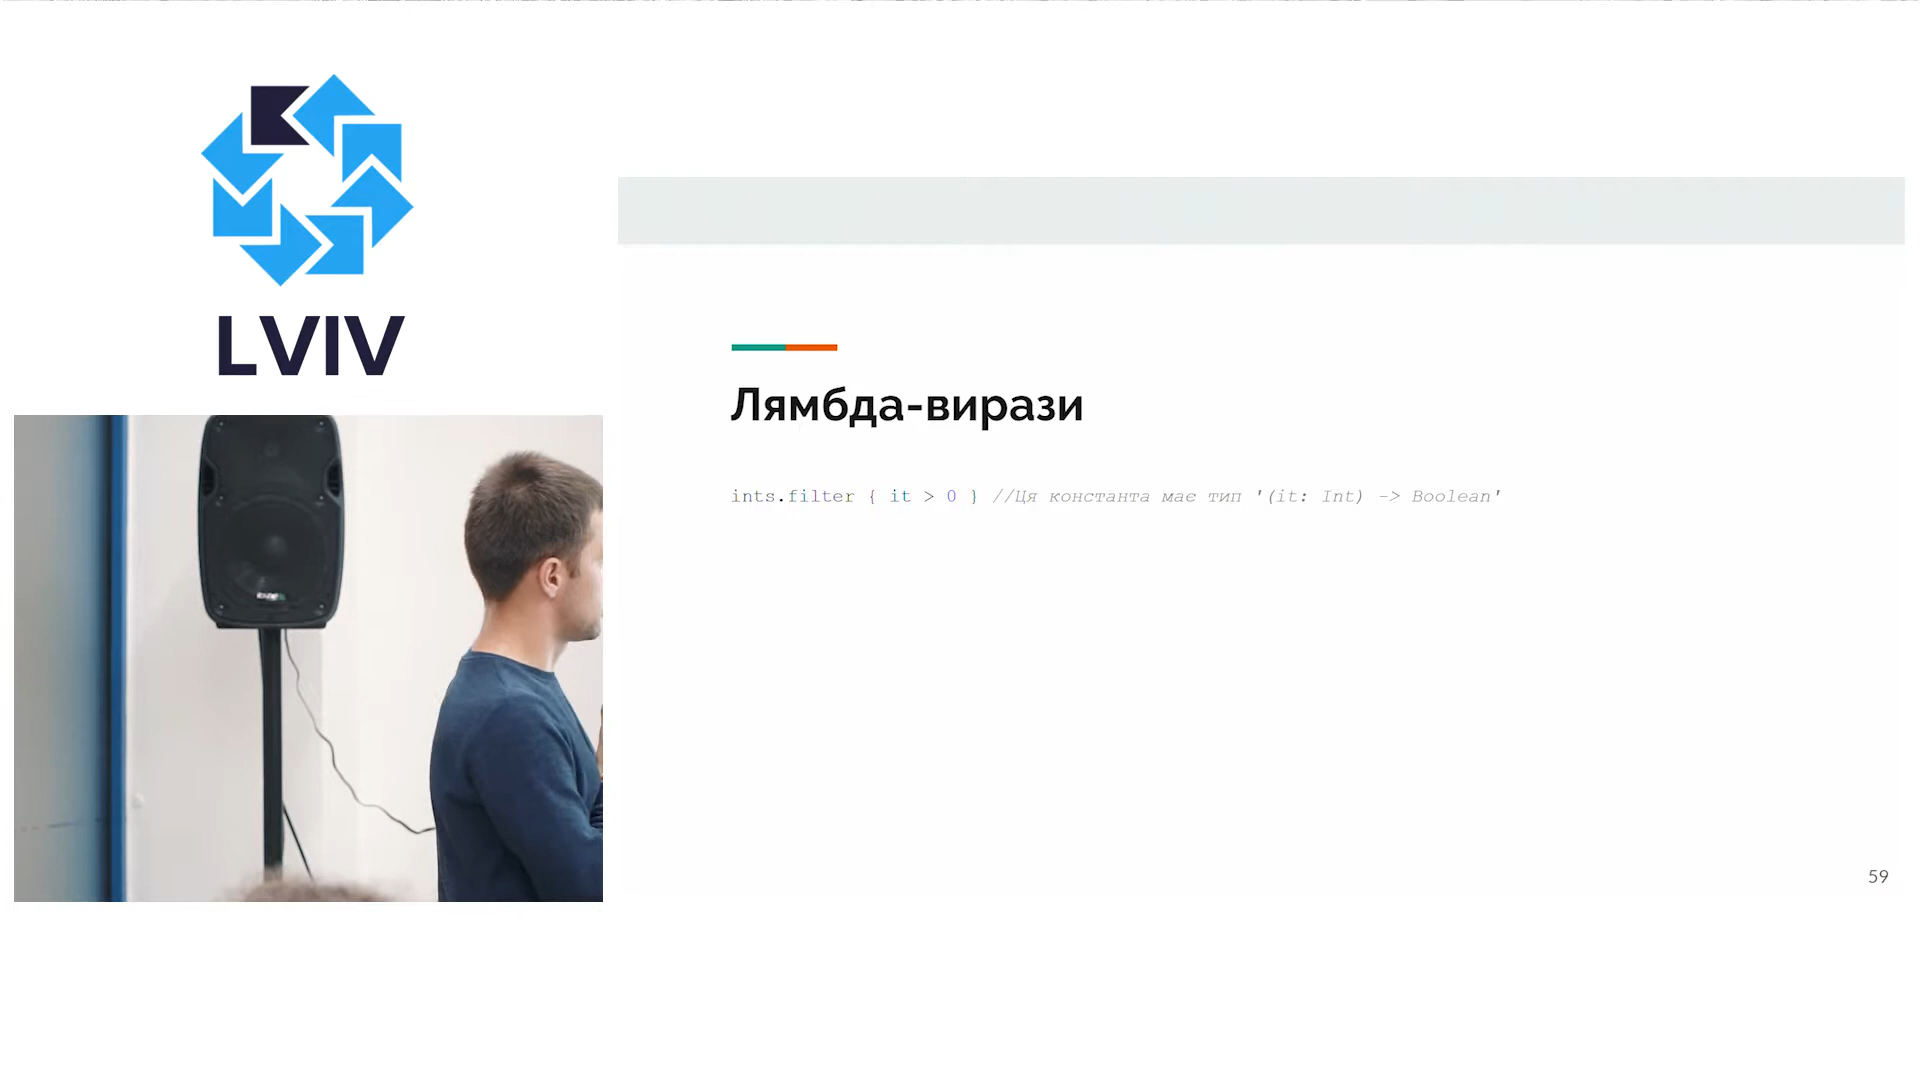 LVIV
Лямбда-вирази
ints.filter { it > 0 } //Ця константа має тип '(it: Int) -> Boolean'
59